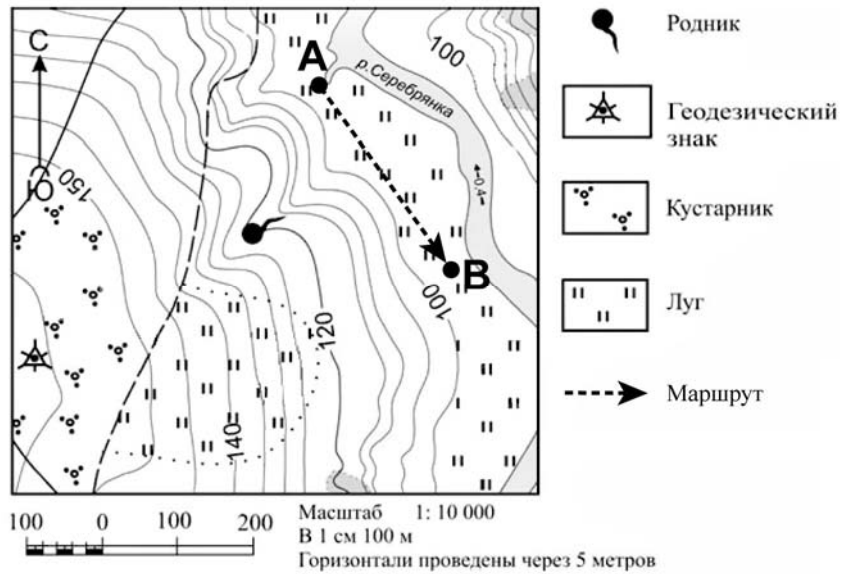 С
Ю
А
В
р.Серебрянка
100
0,4
150
100
120
140
Родник
Геодезический
знак
Кустарник
Луг
Маршрут
100 0 100 200
Масштаб 1: 10 000
В 1 см 100 м
Горизонтали проведены через 5 метров